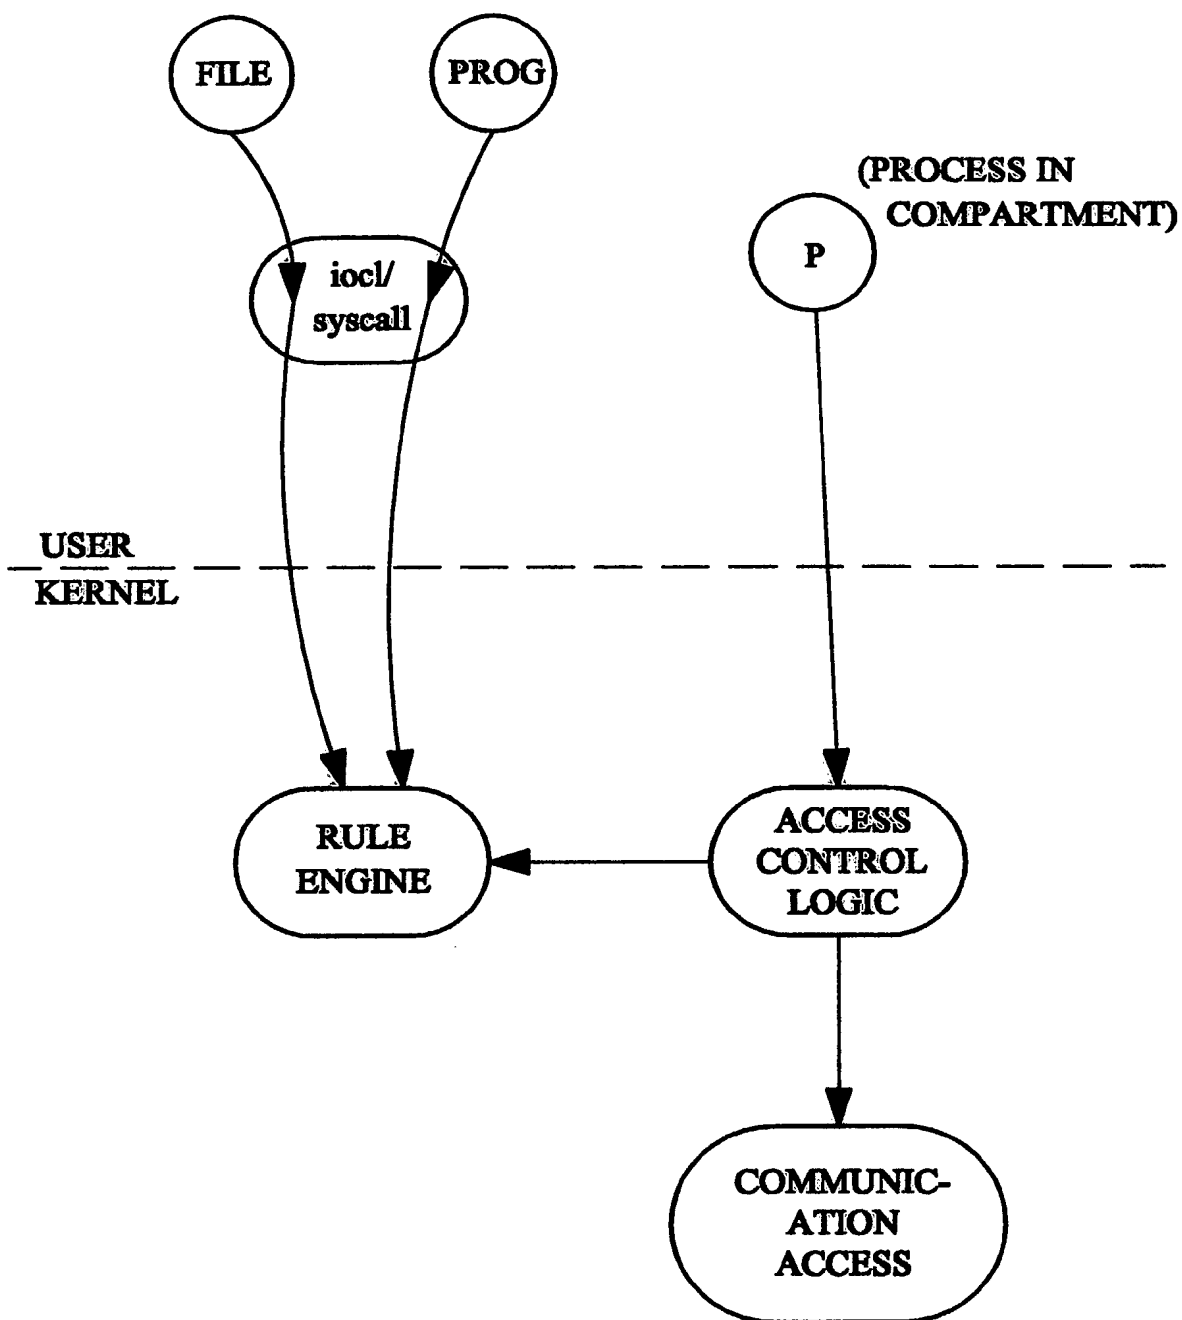 FILE
PROG
(PROCESS IN
COMPARTMENT)
P
iocl/
syscall
USER
KERNEL
RULE
ENGINE
ACCESS
CONTROL
LOGIC
COMMUNIC-
ATION
ACCESS